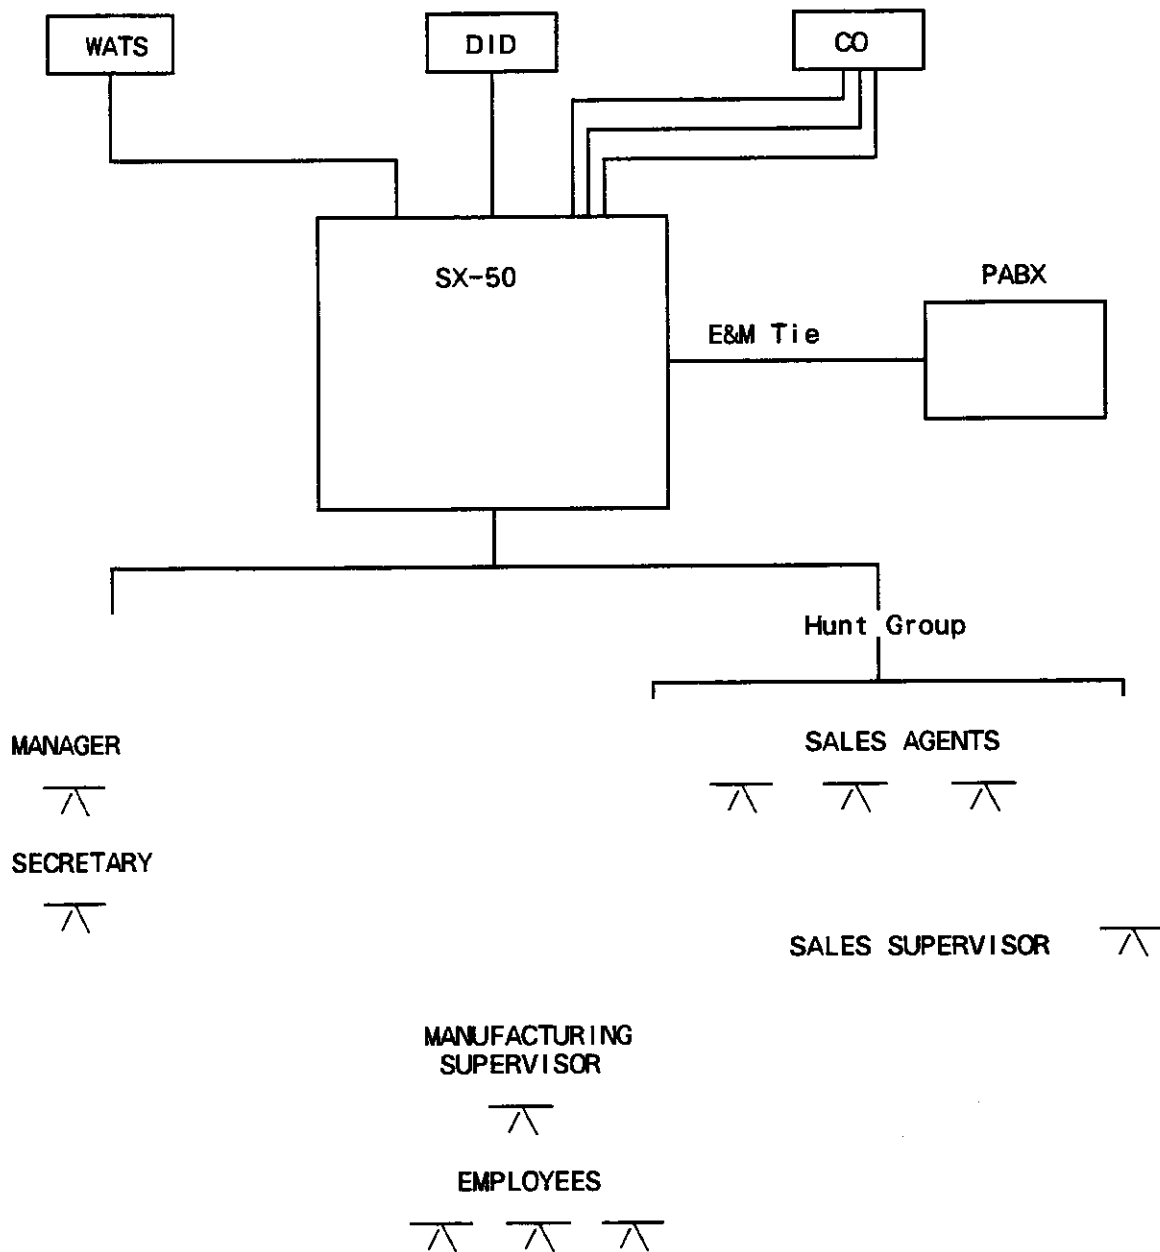 WATS
DID
CO
SX-50
PABX
E&M Tie
Hunt Group
MANAGER
SALES AGENTS
SECRETARY
SALES SUPERVISOR
MANUFACTURING
SUPERVISOR
EMPLOYEES